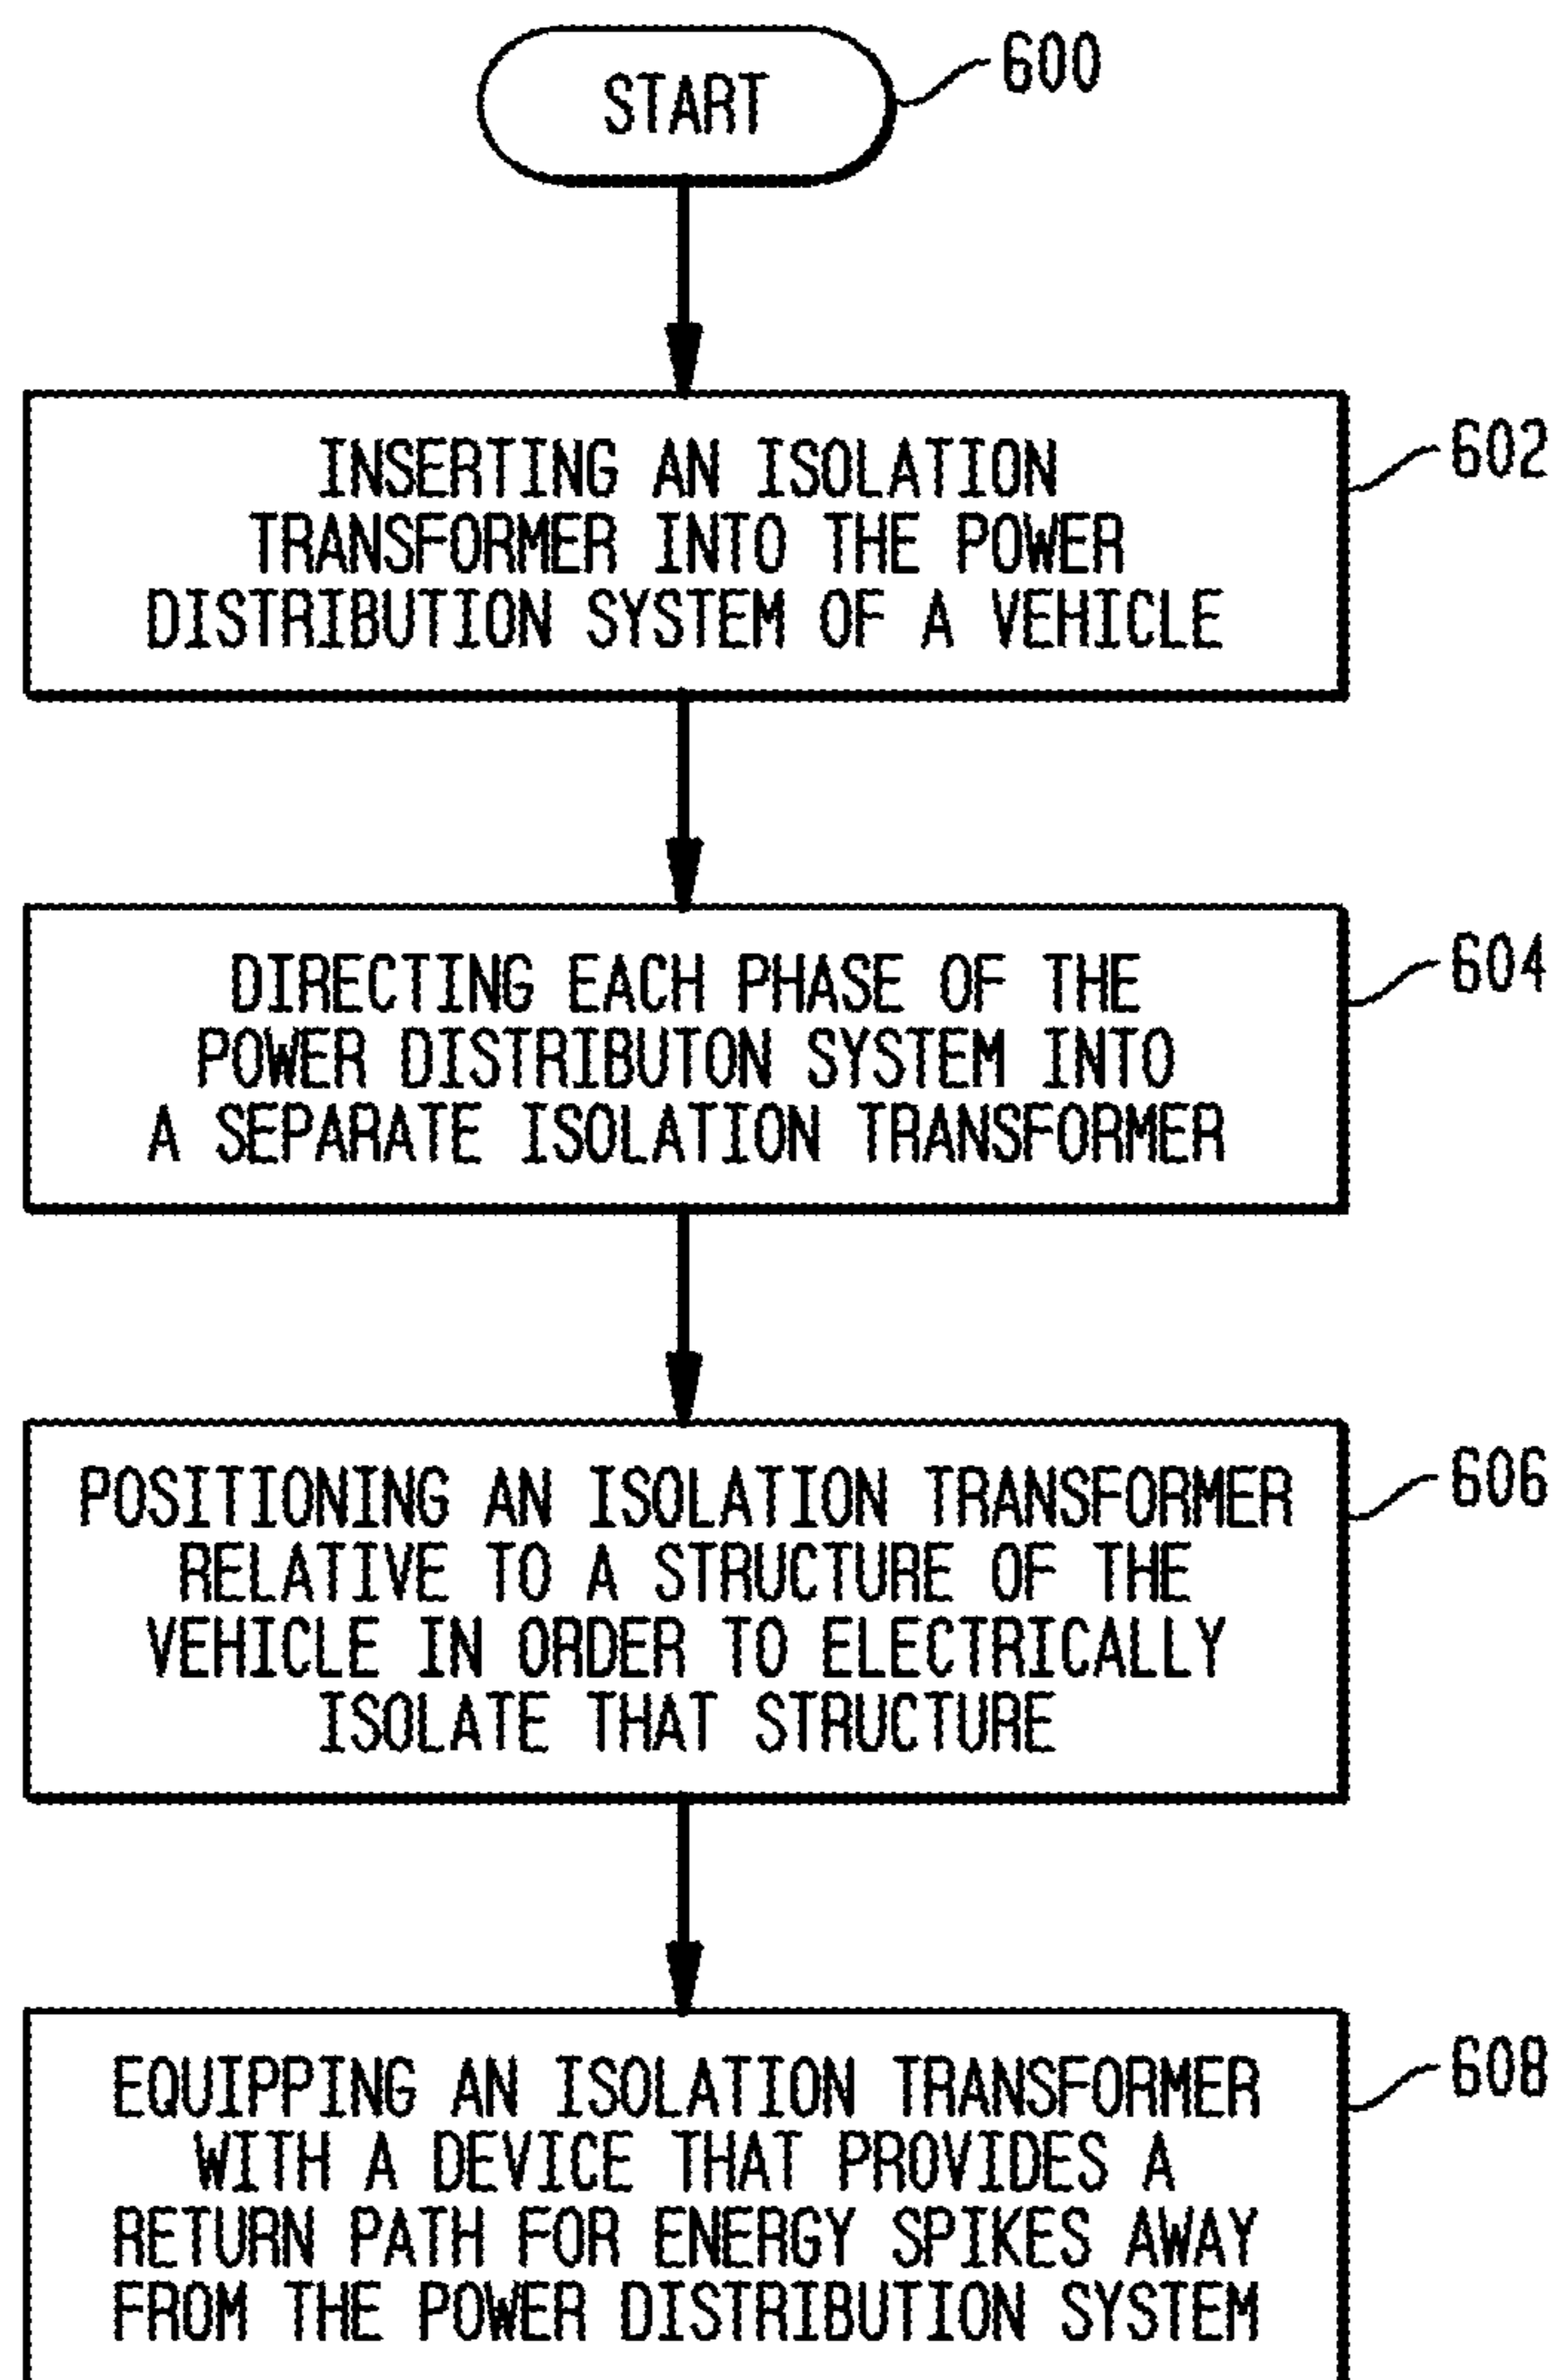 START
600
INSERTING AN ISOLATION
TRANSFORMER INTO THE POWER
DISTRIBUTION SYSTEM OF A VEHICLE
602
DIRECTING EACH PHASE OF THE
POWER DISTRIBUTON SYSTEM INTO
A SEPARATE ISOLATION TRANSFORMER
604
POSITIONING AN ISOLATION TRANSFORMER
RELATIVE TO A STRUCTURE OF THE
VEHICLE IN ORDER TO ELECTRICALLY
ISOLATE THAT STRUCTURE
606
EQUIPPING AN ISOLATION TRANSFORMER
WITH A DEVICE THAT PROVIDES A
RETURN PATH FOR ENERGY SPIKES AWAY
FROM THE POWER DISTRIBUTION SYSTEM
608